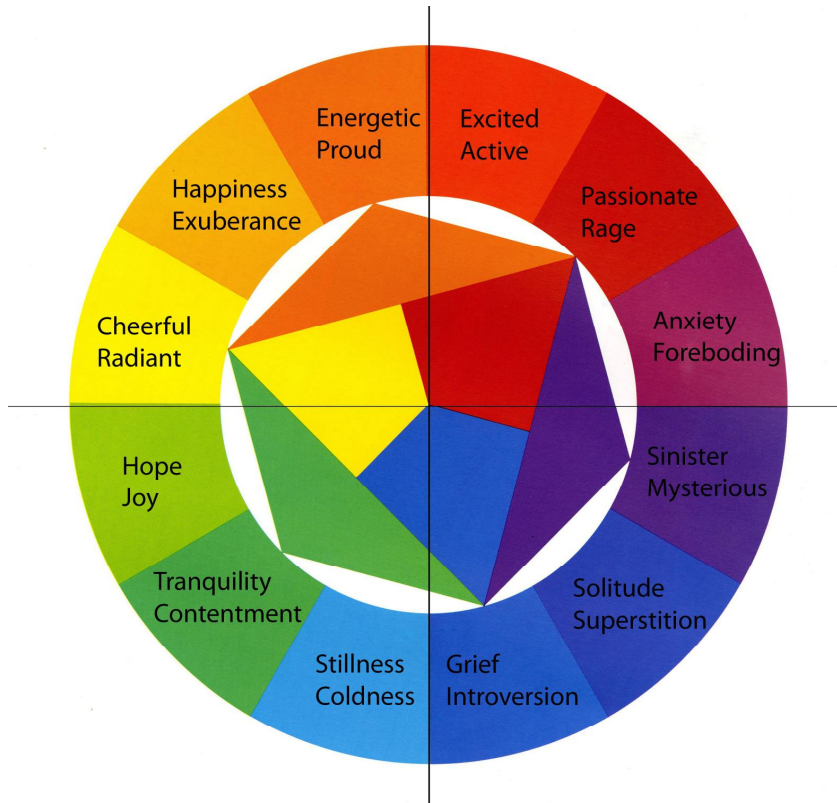 Energetic
Proud
Excited
Active
Happiness
Exuberance
Passionate
Rage
Cheerful
Radiant
Anxiety
Foreboding
Hope
Joy
Sinister
Mysterious
Tranquility
Contentment
Solitude
Superstition
Stillness
Coldness
Grief
Introversion